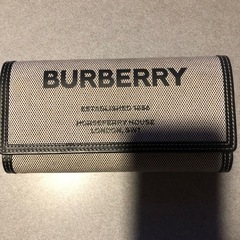 BURBERRY
ESTABLISHED 1856
HORSEFERRY HOUSE
LONDON, SW1